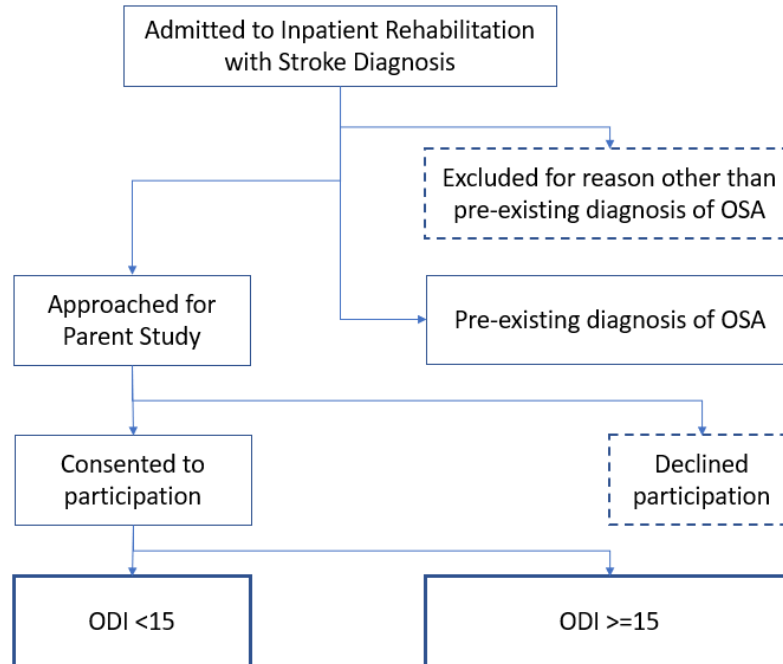 Admitted to Inpatient Rehabilitation
with Stroke Diagnosis
Excluded for reason other than
pre-existing diagnosis of OSA
Approached for
Parent Study
Pre-existing diagnosis of OSA
Consented to
participation
Declined
participation
ODI <15
ODI >=15